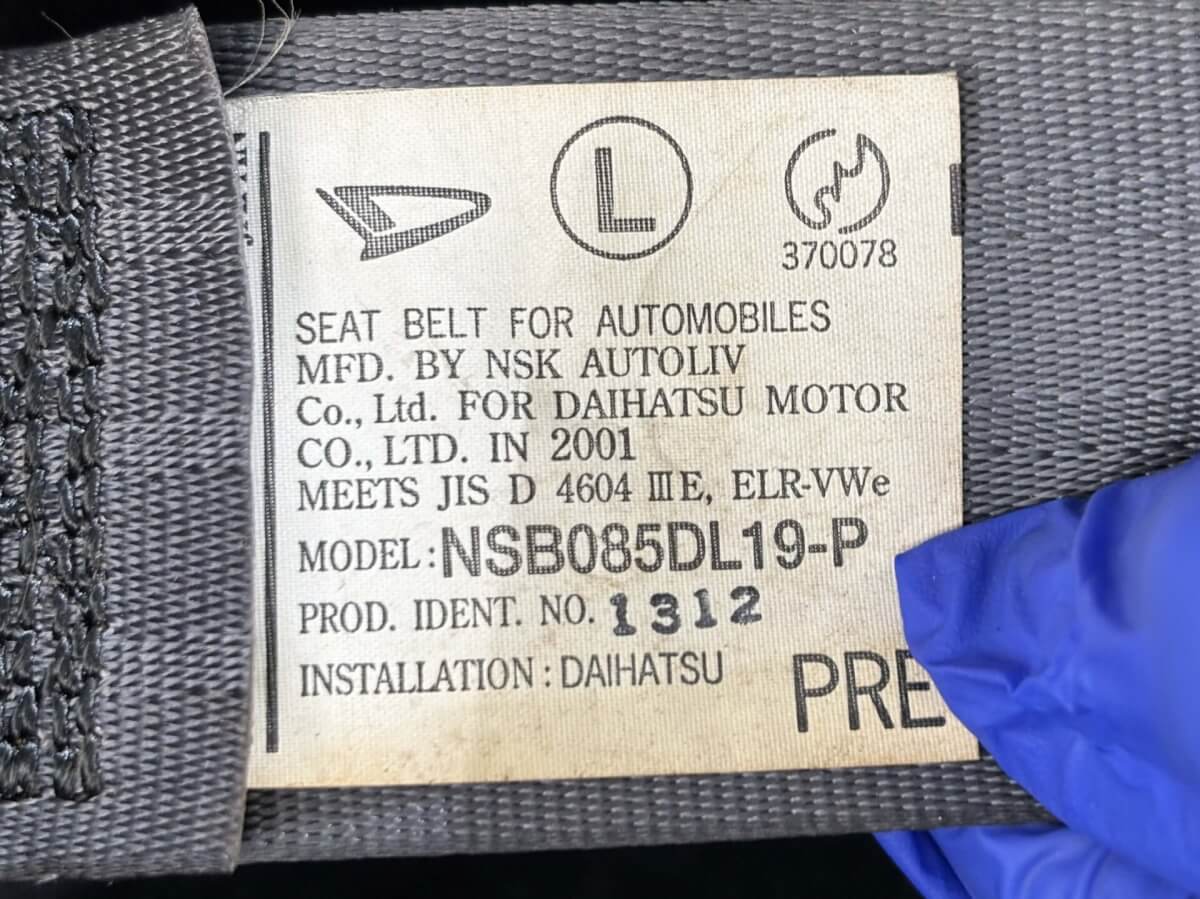 L
370078
SEAT BELT FOR AUTOMOBILES
MFD. BY NSK AUTOLIV
Co., Ltd. FOR DAIHATSU MOTOR
CO., LTD. IN 2001
MEETS JIS D 4604 ⅢE, ELR-VWe
MODEL : NSB085DL19-P
PROD. IDENT. NO. 1312
INSTALLATION : DAIHATSU
PRE